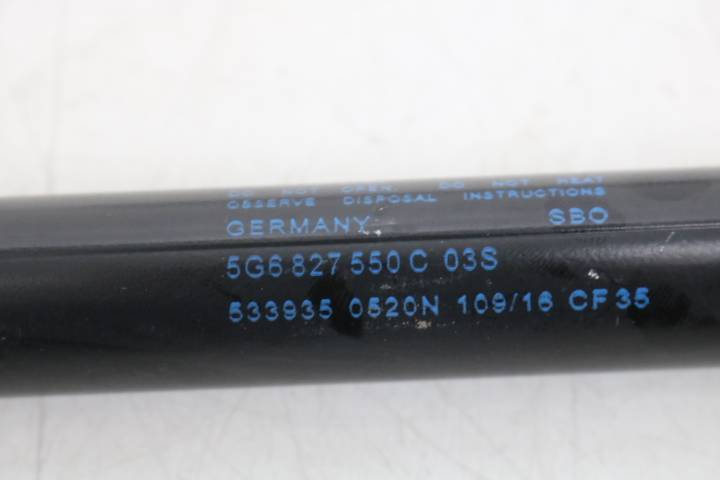 DO NOT OPEN. DO NOT HEAT
OBSERVE DISPOSAL INSTRUCTIONS
GERMANY SBO
5G6 827 550 C 03S
533935 0520N 109/16 CF35